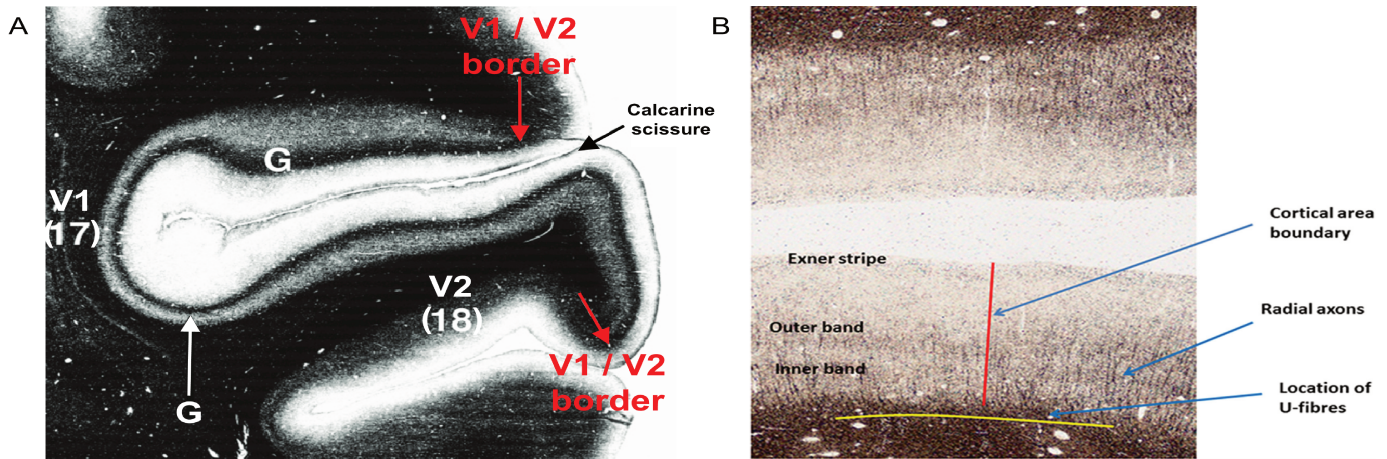 A
V1 / V2
border
Calcarine
scissure
G
V1
(17)
V2
(18)
G
V1 / V2
border
B
Cortical area
boundary
Exner stripe
Radial axons
Outer band
Inner band
Location of
U-fibres